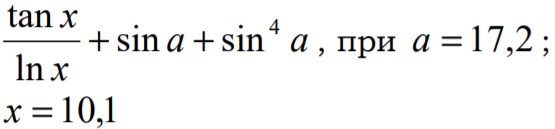 tan x / ln x + sin a + sin⁴ a , при a = 17,2 ;
x = 10,1